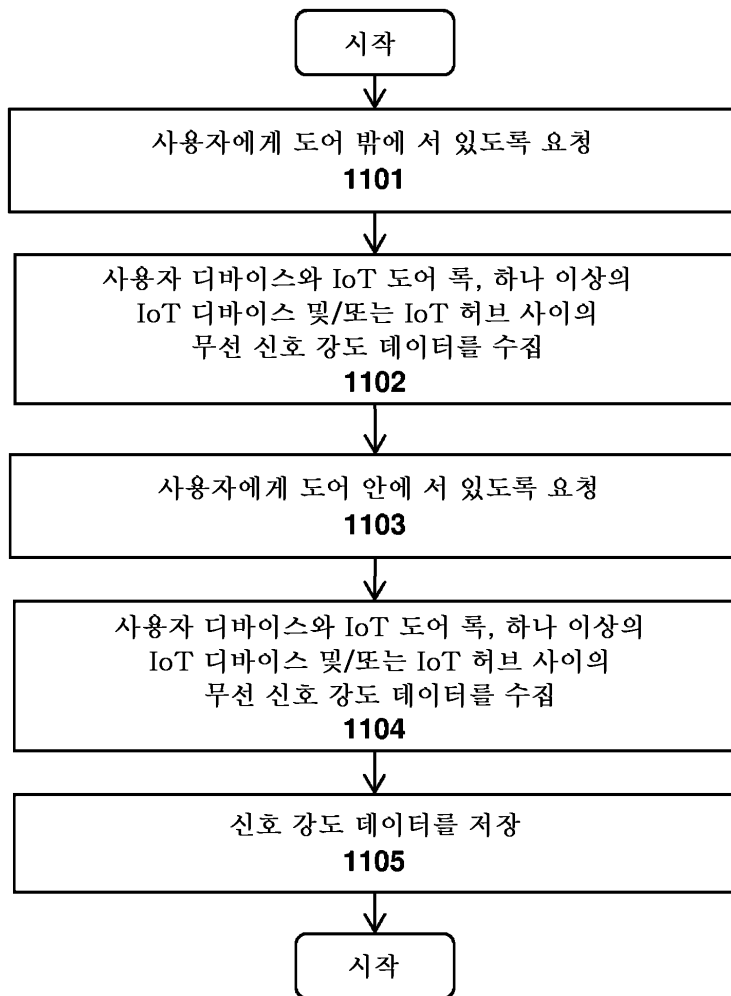 시작
사용자에게 도어 밖에 서 있도록 요청
1101
사용자 디바이스와 IoT 도어 록, 하나 이상의
IoT 디바이스 및/또는 IoT 허브 사이의
무선 신호 강도 데이터를 수집
1102
사용자에게 도어 안에 서 있도록 요청
1103
사용자 디바이스와 IoT 도어 록, 하나 이상의
IoT 디바이스 및/또는 IoT 허브 사이의
무선 신호 강도 데이터를 수집
1104
신호 강도 데이터를 저장
1105
시작